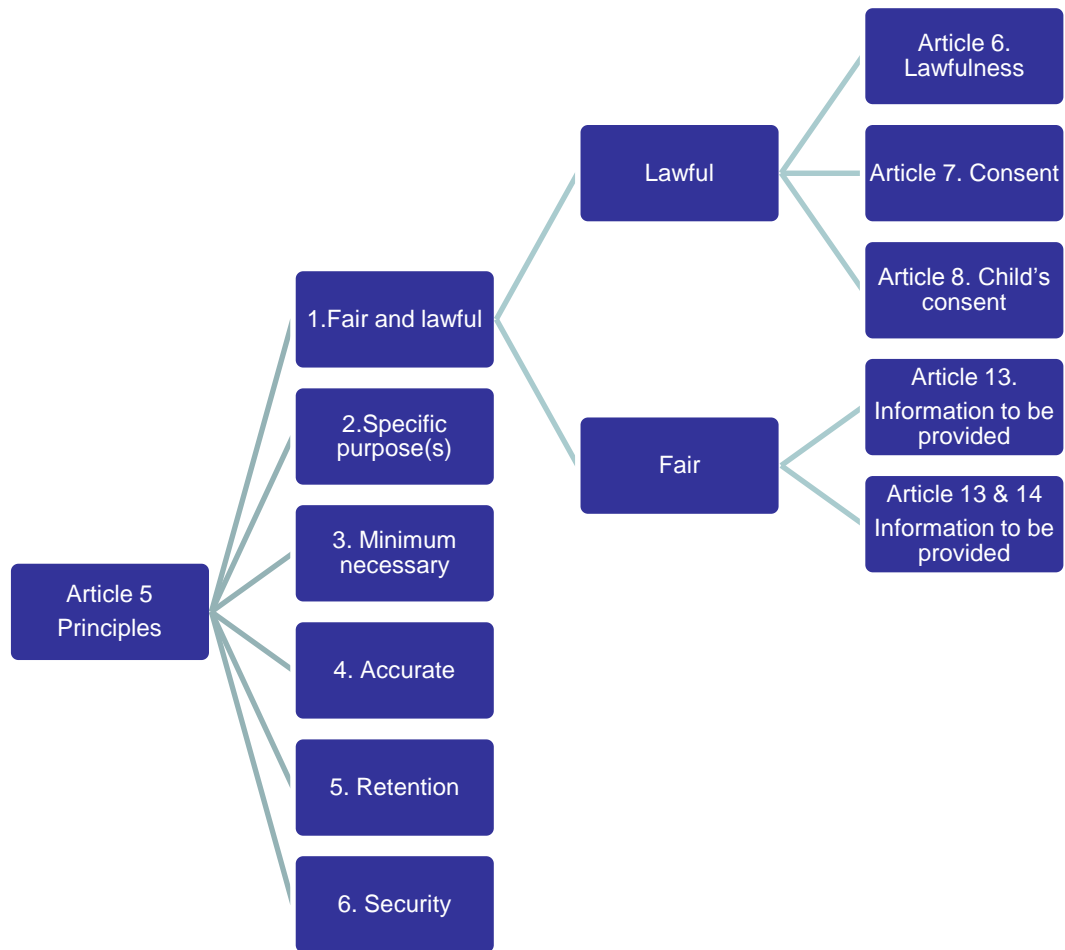 Article 5
Principles
1.Fair and lawful
2.Specific
purpose(s)
3. Minimum
necessary
4. Accurate
5. Retention
6. Security
Lawful
Fair
Article 6.
Lawfulness
Article 7. Consent
Article 8. Child’s
consent
Article 13.
Information to be
provided
Article 13 & 14
Information to be
provided